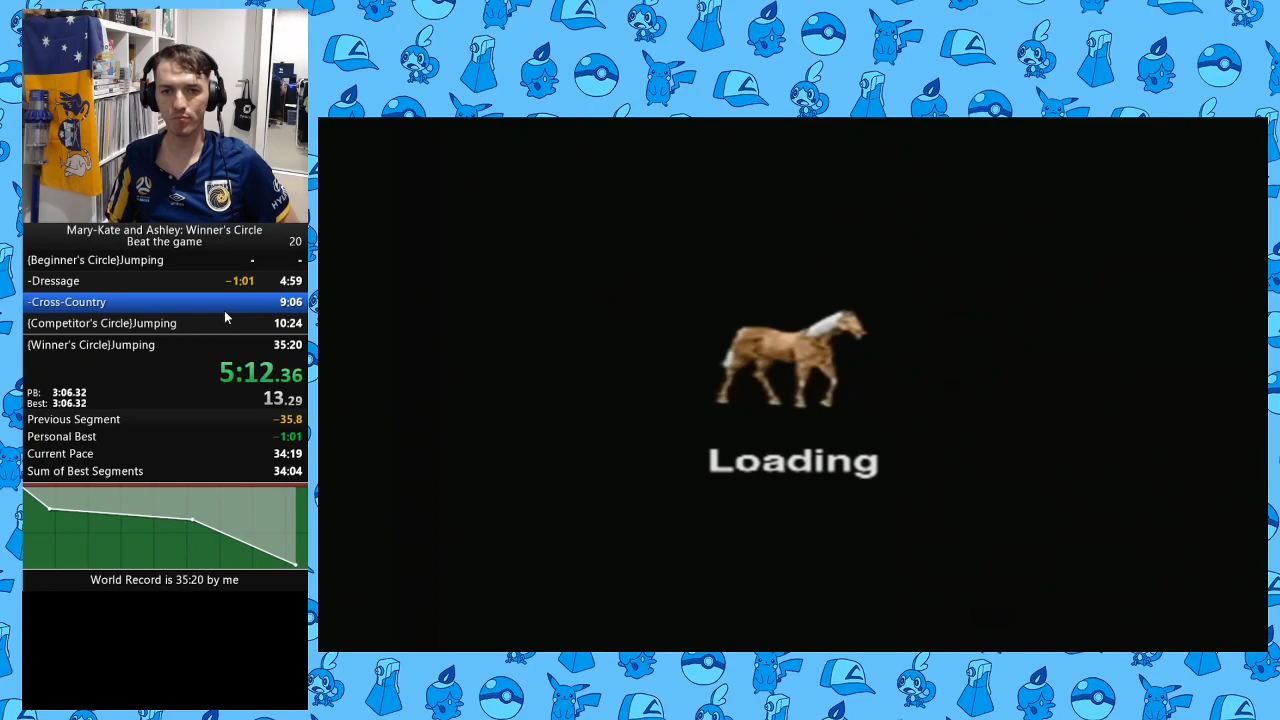 Mary-Kate and Ashley: Winner's Circle
Beat the game 20
{Beginner's Circle}Jumping - -
-Dressage −1:01 4:59
-Cross-Country 9:06
{Competitor's Circle}Jumping 10:24
{Winner's Circle}Jumping 35:20
5:12.36
PB: 3:06.32 13.29
Best: 3:06.32
Previous Segment −35.8
Personal Best −1:01
Current Pace 34:19
Sum of Best Segments 34:04
World Record is 35:20 by me
Loading